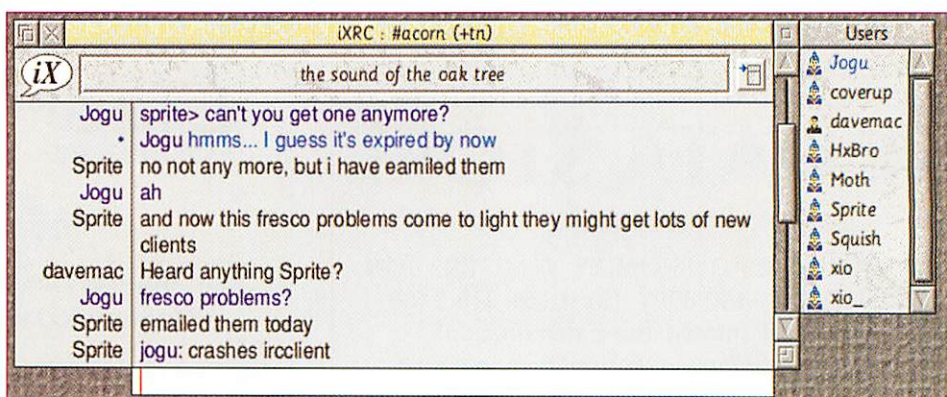 iXRC : #acorn (+tn)
Users
iX
the sound of the oak tree
Jogu sprite> can't you get one anymore?
• Jogu hmms... I guess it's expired by now
Sprite no not any more, but i have eamiled them
Jogu ah
Sprite and now this fresco problems come to light they might get lots of new
clients
davemac Heard anything Sprite?
Jogu fresco problems?
Sprite emailed them today
Sprite jogu: crashes ircclient
Jogu
coverup
davemac
HxBro
Moth
Sprite
Squish
xio
xio_